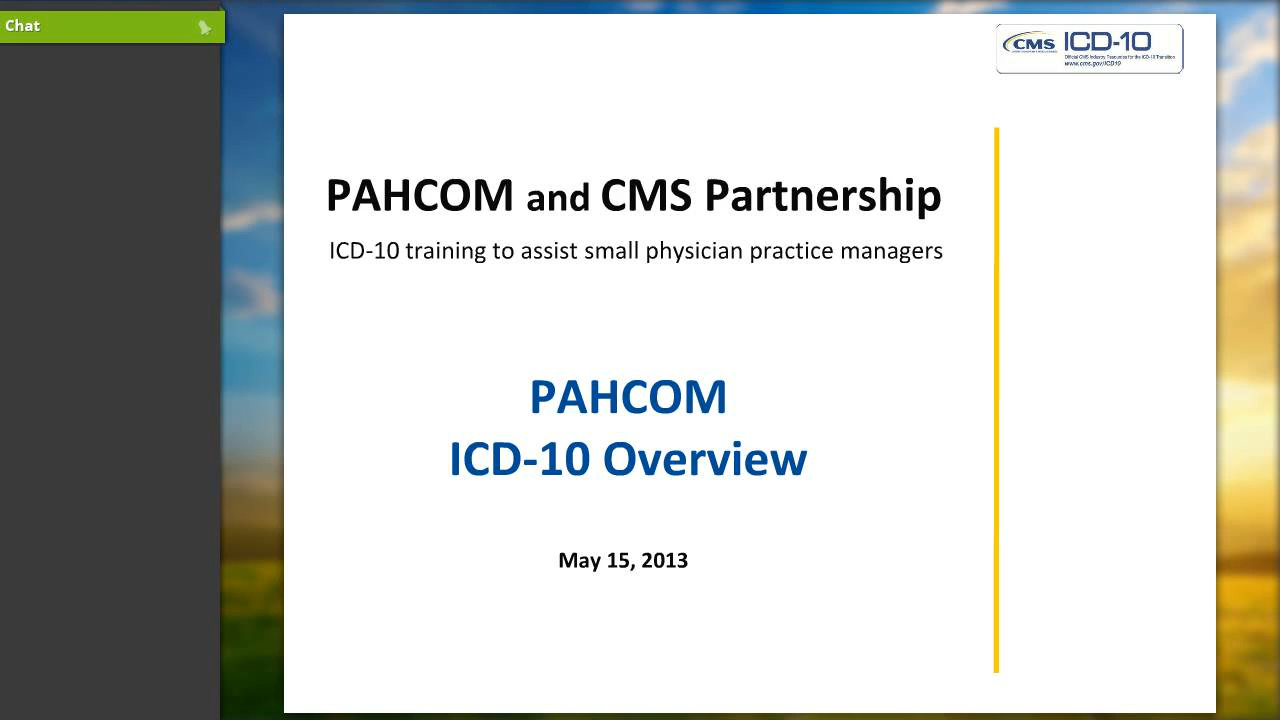 Chat
CMS ICD-10
Official CMS Industry Resources for the ICD-10 Transition
www.cms.gov/ICD10
PAHCOM and CMS Partnership
ICD-10 training to assist small physician practice managers
PAHCOM
ICD-10 Overview
May 15, 2013